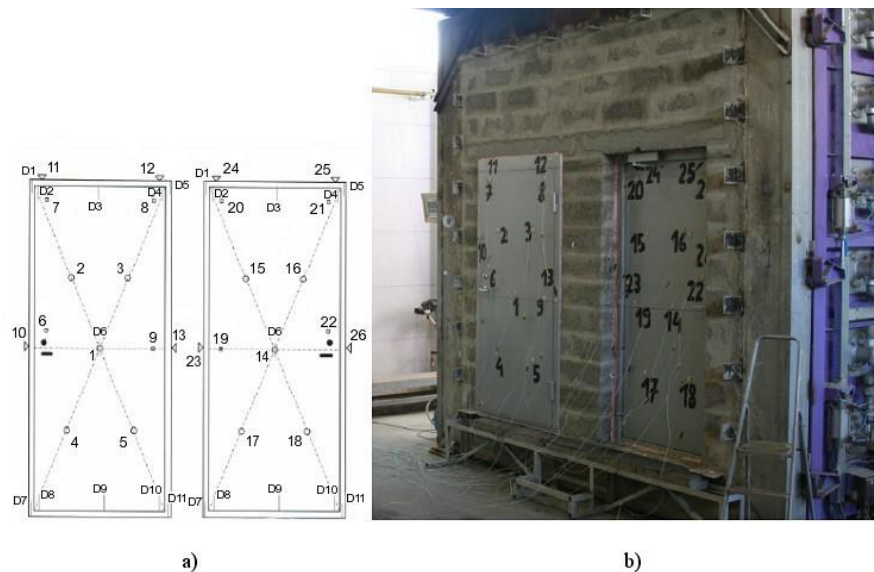 D1 11 12 D5
D2 D4
7 D3 8
2 3
6
10 D6 9 13
1
4 5
D7 D8 D9 D10 D11
D1 24 25 D5
D2 D4
20 D3 21
15 16
22
19 D6 26
23 14
17 18
D7 D8 D9 D10 D11
11 12
7 8
2 3
10 6 13
1 9
4 5
24 25
20
15 16
23 22
19 14
17 18
a) b)